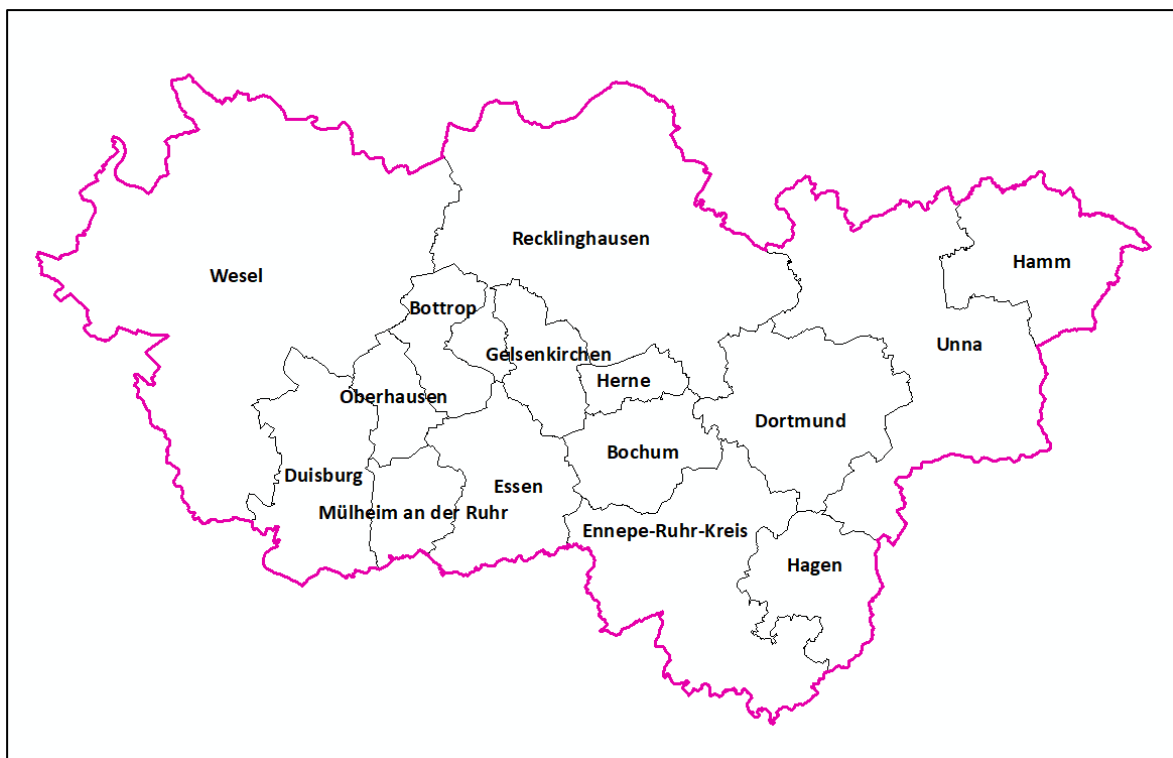 Recklinghausen
Hamm
Wesel
Bottrop
Unna
Gelsenkirchen
Herne
Oberhausen
Dortmund
Bochum
Duisburg
Essen
Mülheim an der Ruhr
Ennepe-Ruhr-Kreis
Hagen